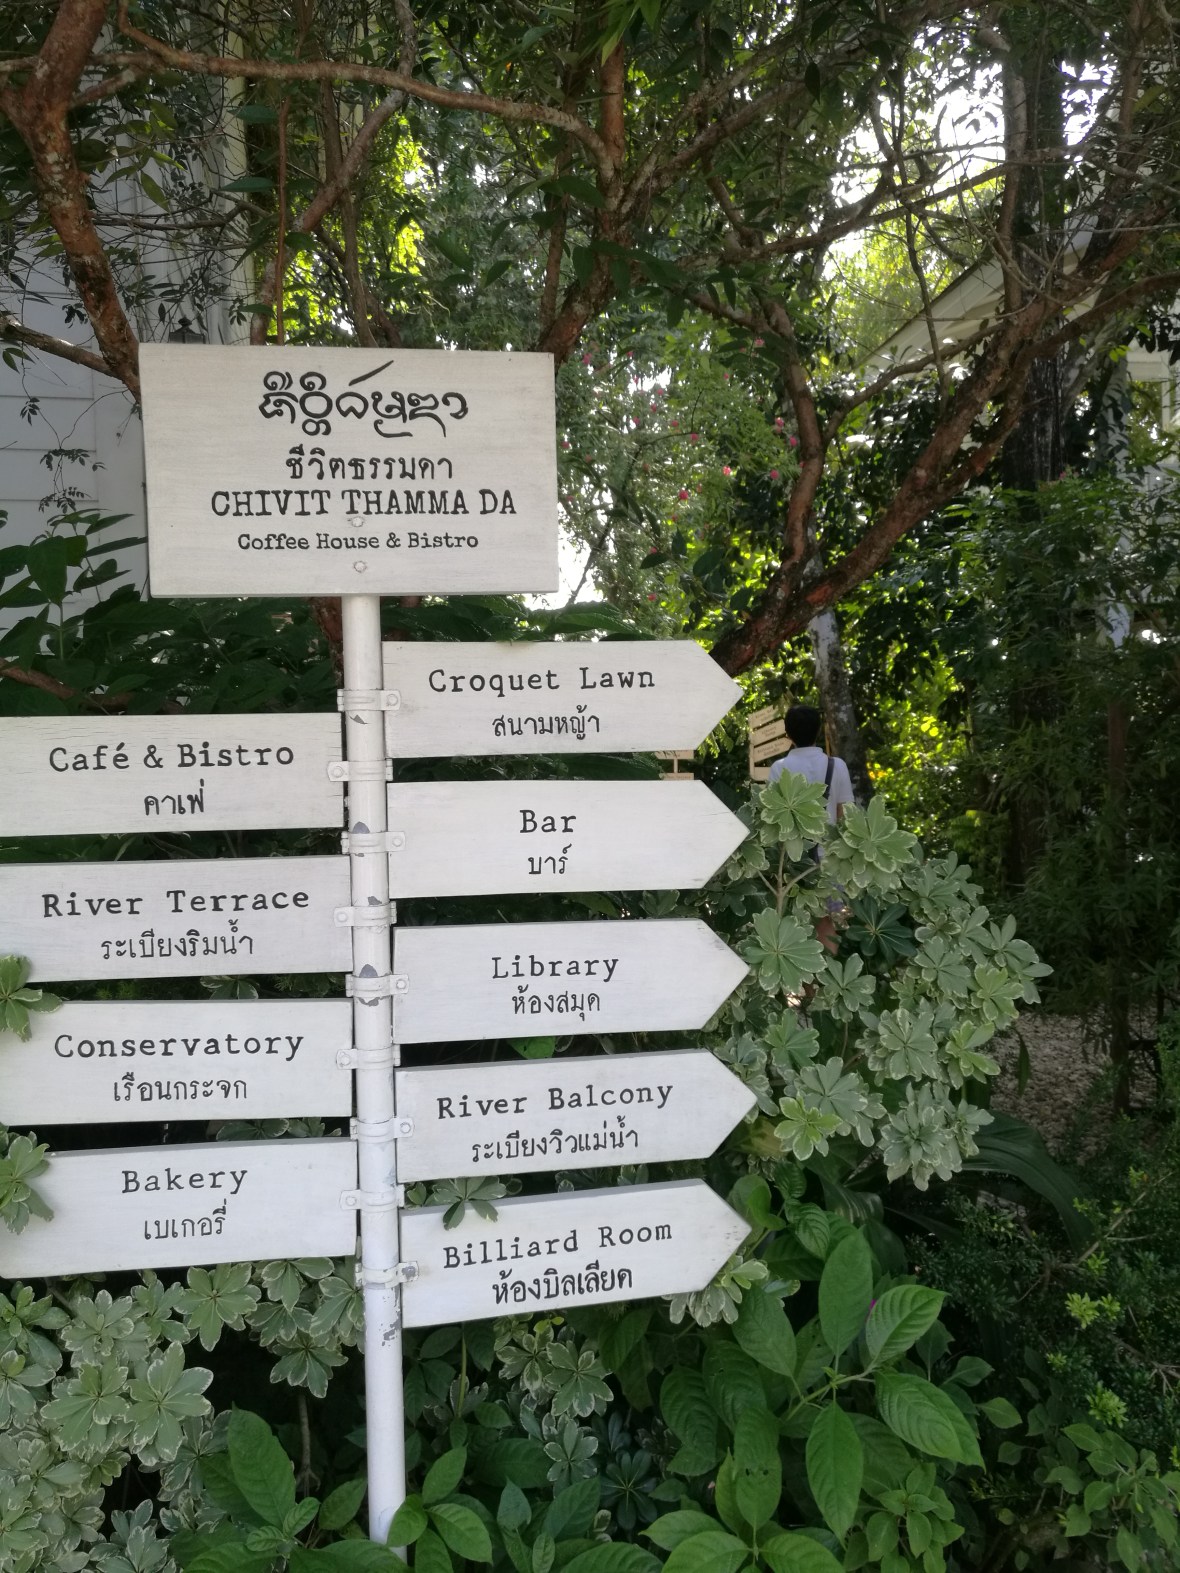 ชีวิตธรรมดา
CHIVIT THAMMA DA
Coffee House & Bistro
Croquet Lawn
สนามหญ้า
Café & Bistro
คาเฟ่
Bar
บาร์
River Terrace
ระเบียงริมน้ำ
Library
ห้องสมุด
Conservatory
เรือนกระจก
River Balcony
ระเบียงวิวแม่น้ำ
Bakery
เบเกอรี่
Billiard Room
ห้องบิลเลียด